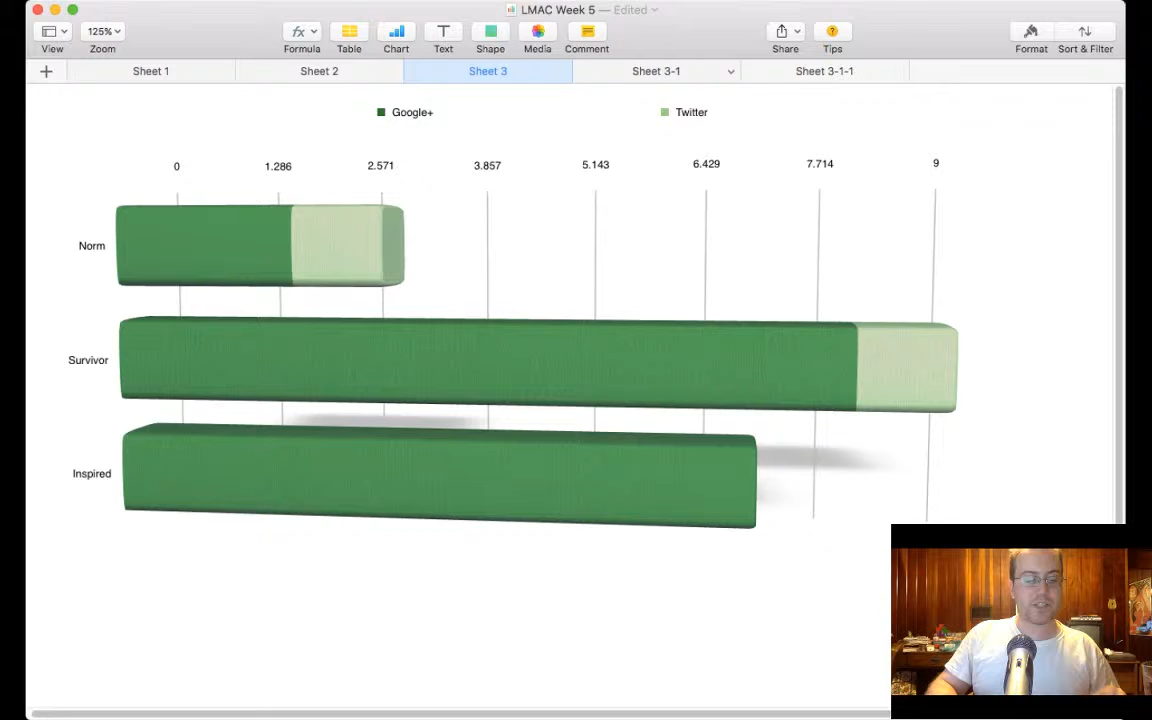 LMAC Week 5 — Edited
125%
View Zoom Formula Table Chart Text Shape Media Comment Share Tips Format Sort & Filter
Sheet 1 Sheet 2 Sheet 3 Sheet 3-1 Sheet 3-1-1
Google+ Twitter
0 1.286 2.571 3.857 5.143 6.429 7.714 9
Norm
Survivor
Inspired